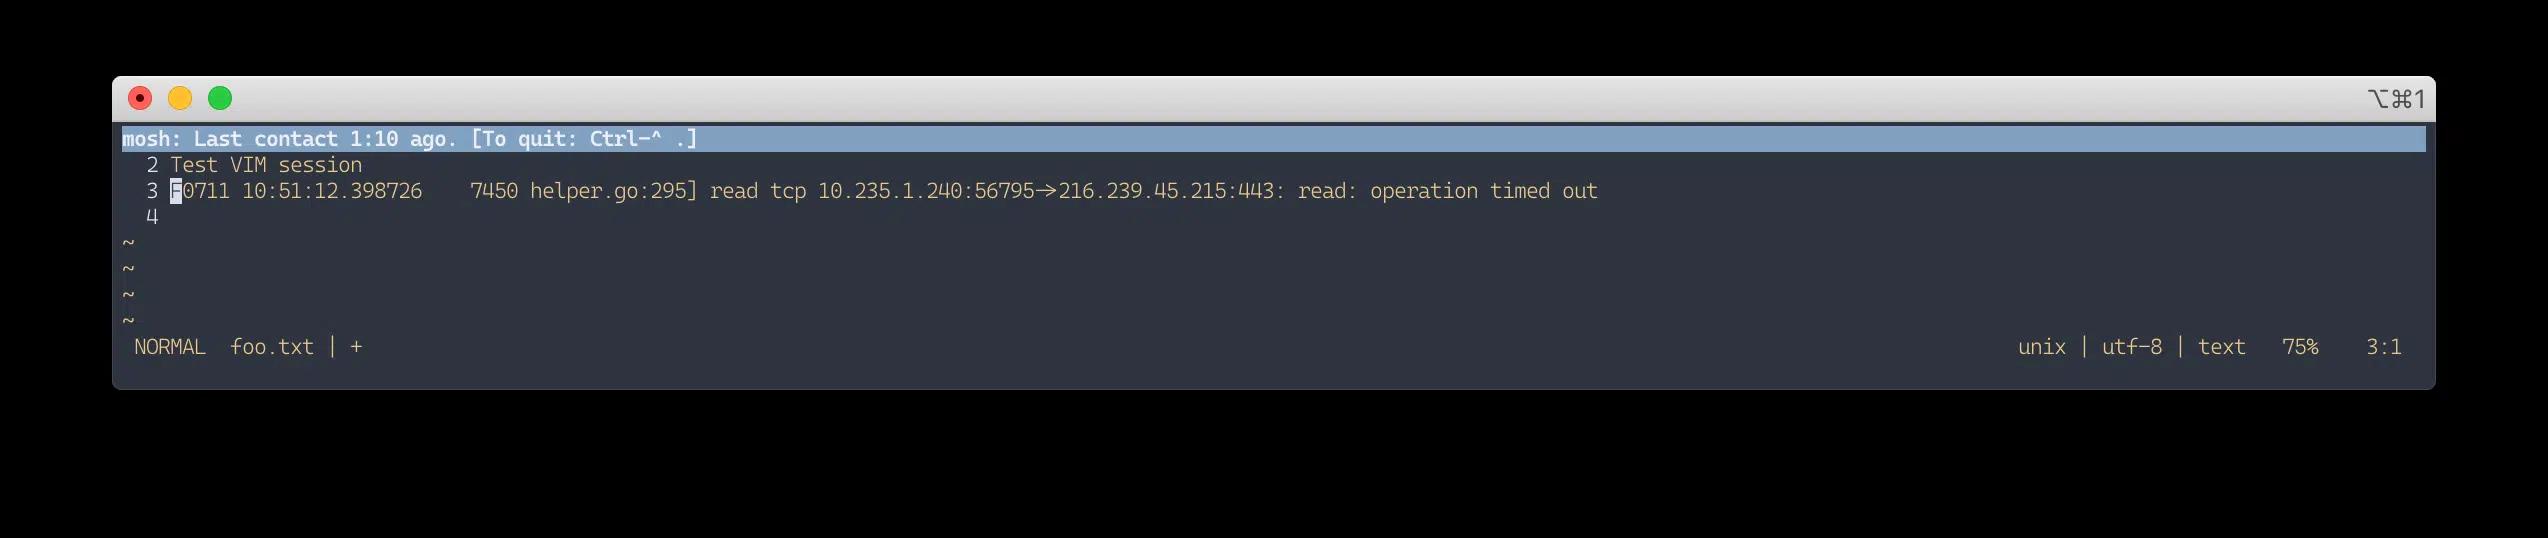 ⌥⌘1
mosh: Last contact 1:10 ago. [To quit: Ctrl-^ .]
2 Test VIM session
3 F0711 10:51:12.398726    7450 helper.go:295] read tcp 10.235.1.240:56795->216.239.45.215:443: read: operation timed out
4
~
~
~
~
NORMAL  foo.txt | +    unix | utf-8 | text   75%    3:1